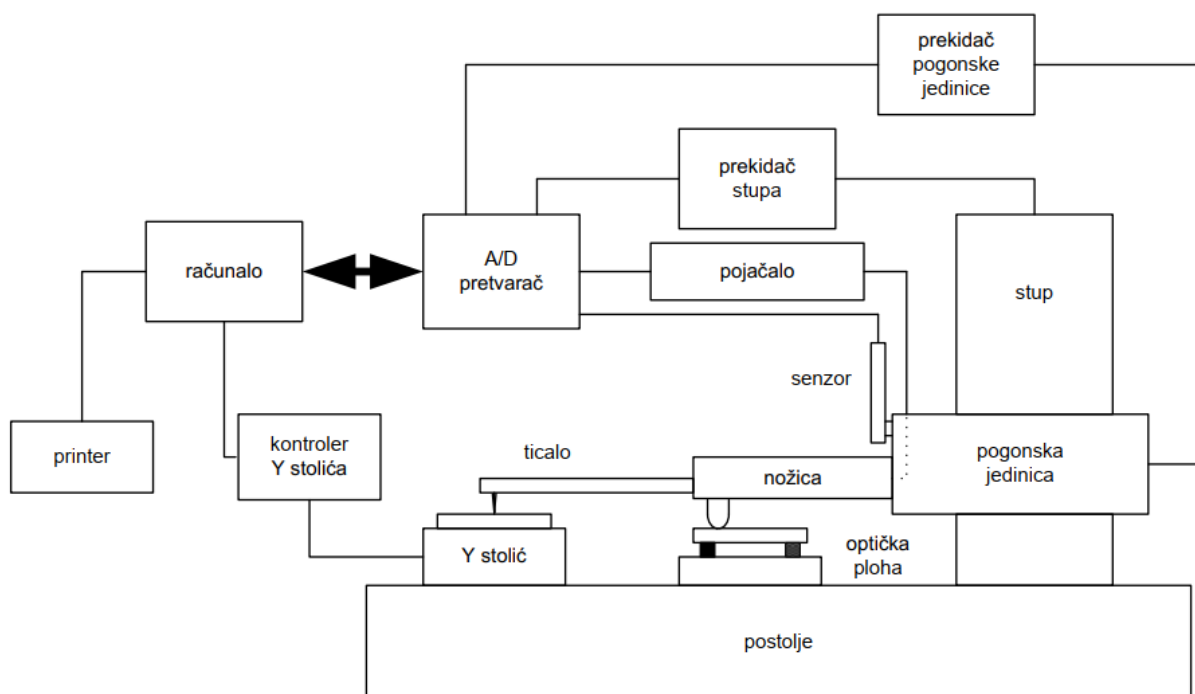 prekidač
pogonske
jedinice
prekidač
stupa
računalo
A/D
pretvarač
pojačalo
stup
senzor
printer
kontroler
Y stolića
ticalo
nožica
pogonska
jedinica
Y stolić
optička
ploha
postolje